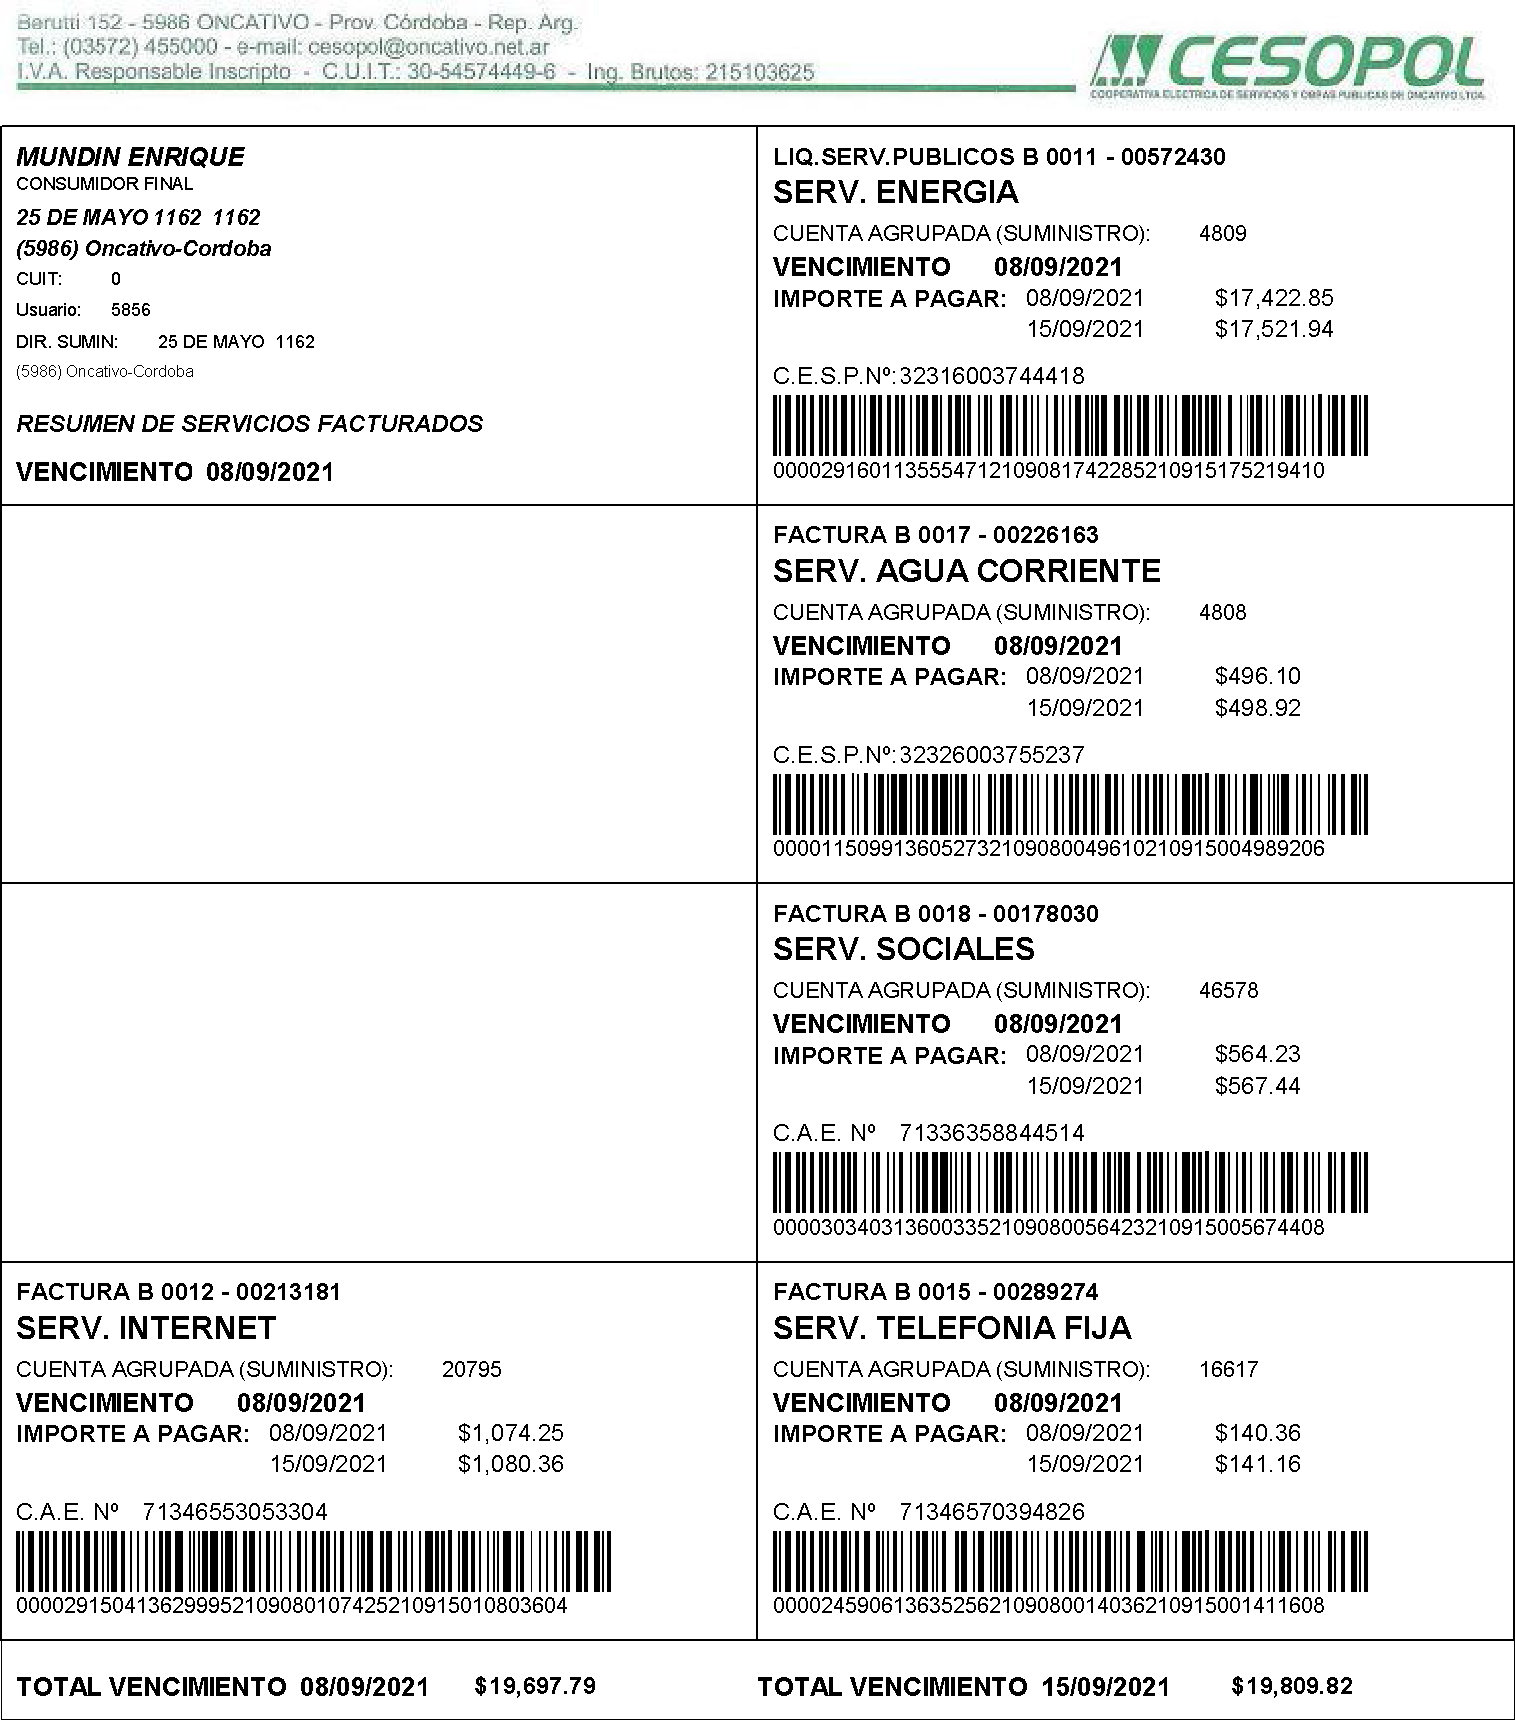 Berutti 152 - 5986 ONCATIVO - Prov. Córdoba - Rep. Arg.
Tel.: (03572) 455000 - e-mail: cesopol@oncativo.net.ar
I.V.A. Responsable Inscripto - C.U.I.T.: 30-54574449-6 - Ing. Brutos: 215103625
CESOPOL
COOPERATIVA ELECTRICA DE SERVICIOS Y OBRAS PUBLICAS DE ONCATIVO LTDA.
MUNDIN ENRIQUE
CONSUMIDOR FINAL
25 DE MAYO 1162 1162
(5986) Oncativo-Cordoba
CUIT: 0
Usuario: 5856
DIR. SUMIN: 25 DE MAYO 1162
(5986) Oncativo-Cordoba
RESUMEN DE SERVICIOS FACTURADOS
VENCIMIENTO 08/09/2021
LIQ.SERV.PUBLICOS B 0011 - 00572430
SERV. ENERGIA
CUENTA AGRUPADA (SUMINISTRO): 4809
VENCIMIENTO 08/09/2021
IMPORTE A PAGAR: 08/09/2021 $17,422.85
15/09/2021 $17,521.94
C.E.S.P.Nº: 32316003744418
0000291601135554712109081742285210915175219410
FACTURA B 0017 - 00226163
SERV. AGUA CORRIENTE
CUENTA AGRUPADA (SUMINISTRO): 4808
VENCIMIENTO 08/09/2021
IMPORTE A PAGAR: 08/09/2021 $496.10
15/09/2021 $498.92
C.E.S.P.Nº: 32326003755237
0000115099136052732109080049610210915004989206
FACTURA B 0018 - 00178030
SERV. SOCIALES
CUENTA AGRUPADA (SUMINISTRO): 46578
VENCIMIENTO 08/09/2021
IMPORTE A PAGAR: 08/09/2021 $564.23
15/09/2021 $567.44
C.A.E. Nº 71336358844514
0000303403136003352109080056423210915005674408
FACTURA B 0012 - 00213181
SERV. INTERNET
CUENTA AGRUPADA (SUMINISTRO): 20795
VENCIMIENTO 08/09/2021
IMPORTE A PAGAR: 08/09/2021 $1,074.25
15/09/2021 $1,080.36
C.A.E. Nº 71346553053304
0000291504136299952109080107425210915010803604
FACTURA B 0015 - 00289274
SERV. TELEFONIA FIJA
CUENTA AGRUPADA (SUMINISTRO): 16617
VENCIMIENTO 08/09/2021
IMPORTE A PAGAR: 08/09/2021 $140.36
15/09/2021 $141.16
C.A.E. Nº 71346570394826
0000245906136352562109080014036210915001411608
TOTAL VENCIMIENTO 08/09/2021 $19,697.79
TOTAL VENCIMIENTO 15/09/2021 $19,809.82